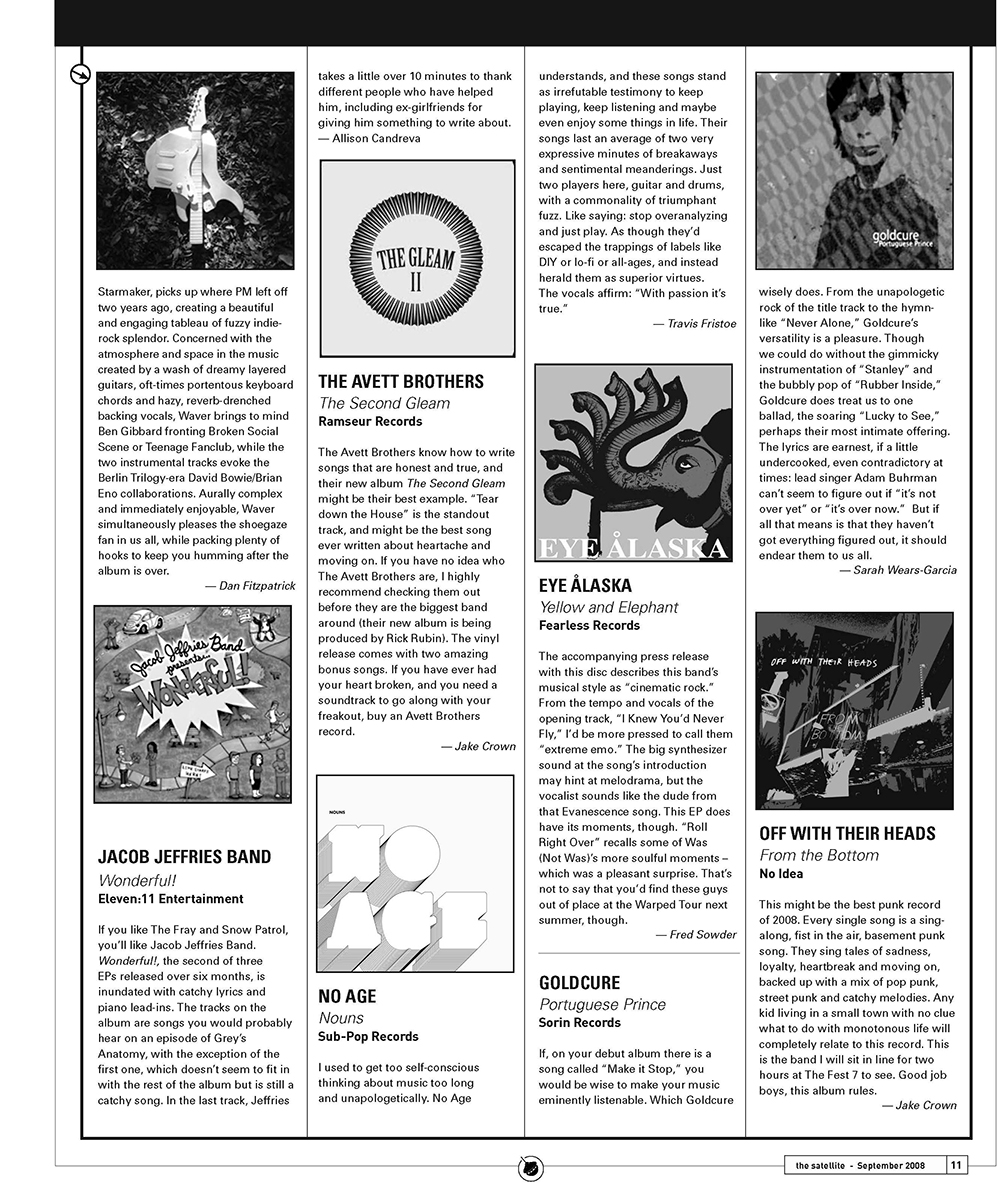 Starmaker, picks up where PM left off
two years ago, creating a beautiful
and engaging tableau of fuzzy indie-
rock splendor. Concerned with the
atmosphere and space in the music
created by a wash of dreamy layered
guitars, oft-times portentous keyboard
chords and hazy, reverb-drenched
backing vocals, Waver brings to mind
Ben Gibbard fronting Broken Social
Scene or Teenage Fanclub, while the
two instrumental tracks evoke the
Berlin Trilogy-era David Bowie/Brian
Eno collaborations. Aurally complex
and immediately enjoyable, Waver
simultaneously pleases the shoegaze
fan in us all, while packing plenty of
hooks to keep you humming after the
album is over.
— Dan Fitzpatrick
Jacob Jeffries Band
presents...
WONDERFUL!
JACOB JEFFRIES BAND
Wonderful!
Eleven:11 Entertainment
If you like The Fray and Snow Patrol,
you'll like Jacob Jeffries Band.
Wonderful!, the second of three
EPs released over six months, is
inundated with catchy lyrics and
piano lead-ins. The tracks on the
album are songs you would probably
hear on an episode of Grey's
Anatomy, with the exception of the
first one, which doesn't seem to fit in
with the rest of the album but is still a
catchy song. In the last track, Jeffries
takes a little over 10 minutes to thank
different people who have helped
him, including ex-girlfriends for
giving him something to write about.
— Allison Candreva
THE GLEAM
II
THE AVETT BROTHERS
The Second Gleam
Ramseur Records
The Avett Brothers know how to write
songs that are honest and true, and
their new album The Second Gleam
might be their best example. “Tear
down the House” is the standout
track, and might be the best song
ever written about heartache and
moving on. If you have no idea who
The Avett Brothers are, I highly
recommend checking them out
before they are the biggest band
around (their new album is being
produced by Rick Rubin). The vinyl
release comes with two amazing
bonus songs. If you have ever had
your heart broken, and you need a
soundtrack to go along with your
freakout, buy an Avett Brothers
record.
— Jake Crown
NOUNS
NO
AGE
NO AGE
Nouns
Sub-Pop Records
I used to get too self-conscious
thinking about music too long
and unapologetically. No Age
understands, and these songs stand
as irrefutable testimony to keep
playing, keep listening and maybe
even enjoy some things in life. Their
songs last an average of two very
expressive minutes of breakaways
and sentimental meanderings. Just
two players here, guitar and drums,
with a commonality of triumphant
fuzz. Like saying: stop overanalyzing
and just play. As though they'd
escaped the trappings of labels like
DIY or lo-fi or all-ages, and instead
herald them as superior virtues.
The vocals affirm: “With passion it's
true.”
— Travis Fristoe
EYE ÅLASKA
EYE ÅLASKA
Yellow and Elephant
Fearless Records
The accompanying press release
with this disc describes this band's
musical style as “cinematic rock.”
From the tempo and vocals of the
opening track, “I Knew You'd Never
Fly,” I'd be more pressed to call them
“extreme emo.” The big synthesizer
sound at the song's introduction
may hint at melodrama, but the
vocalist sounds like the dude from
that Evanescence song. This EP does
have its moments, though. “Roll
Right Over” recalls some of Was
(Not Was)'s more soulful moments –
which was a pleasant surprise. That's
not to say that you'd find these guys
out of place at the Warped Tour next
summer, though.
— Fred Sowder
GOLDCURE
Portuguese Prince
Sorin Records
If, on your debut album there is a
song called “Make it Stop,” you
would be wise to make your music
eminently listenable. Which Goldcure
goldcure
Portuguese Prince
wisely does. From the unapologetic
rock of the title track to the hymn-
like “Never Alone,” Goldcure's
versatility is a pleasure. Though
we could do without the gimmicky
instrumentation of “Stanley” and
the bubbly pop of “Rubber Inside,”
Goldcure does treat us to one
ballad, the soaring “Lucky to See,”
perhaps their most intimate offering.
The lyrics are earnest, if a little
undercooked, even contradictory at
times: lead singer Adam Buhrman
can't seem to figure out if “it's not
over yet” or “it's over now.” But if
all that means is that they haven't
got everything figured out, it should
endear them to us all.
— Sarah Wears-Garcia
OFF WITH THEIR HEADS
FROM
BOTTOM
OFF WITH THEIR HEADS
From the Bottom
No Idea
This might be the best punk record
of 2008. Every single song is a sing-
along, fist in the air, basement punk
song. They sing tales of sadness,
loyalty, heartbreak and moving on,
backed up with a mix of pop punk,
street punk and catchy melodies. Any
kid living in a small town with no clue
what to do with monotonous life will
completely relate to this record. This
is the band I will sit in line for two
hours at The Fest 7 to see. Good job
boys, this album rules.
— Jake Crown
the satellite - September 2008 11